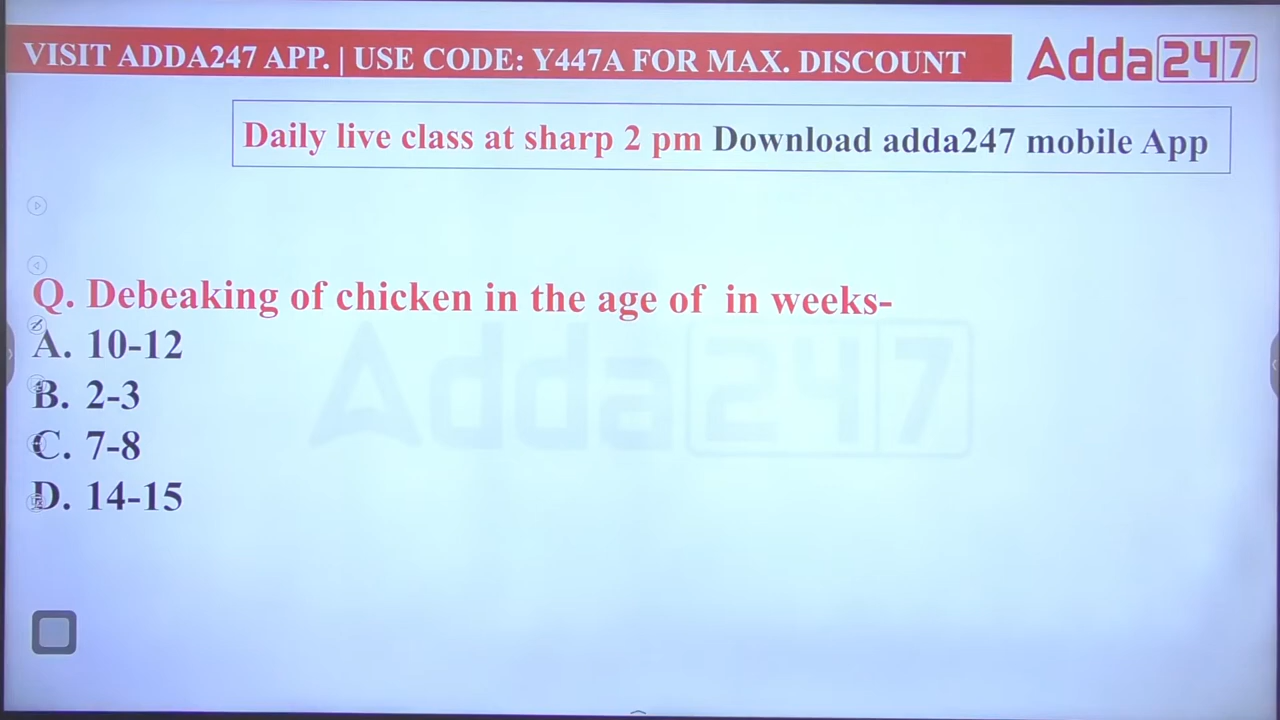 VISIT ADDA247 APP. | USE CODE: Y447A FOR MAX. DISCOUNT
Adda247
Daily live class at sharp 2 pm Download adda247 mobile App
Q. Debeaking of chicken in the age of in weeks-
A. 10-12
B. 2-3
C. 7-8
D. 14-15
Adda247